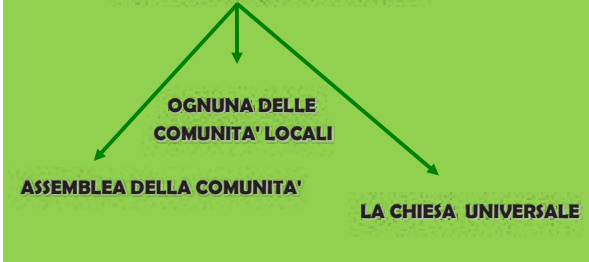 OGNUNA DELLE
COMUNITA' LOCALI
ASSEMBLEA DELLA COMUNITA'
LA CHIESA UNIVERSALE